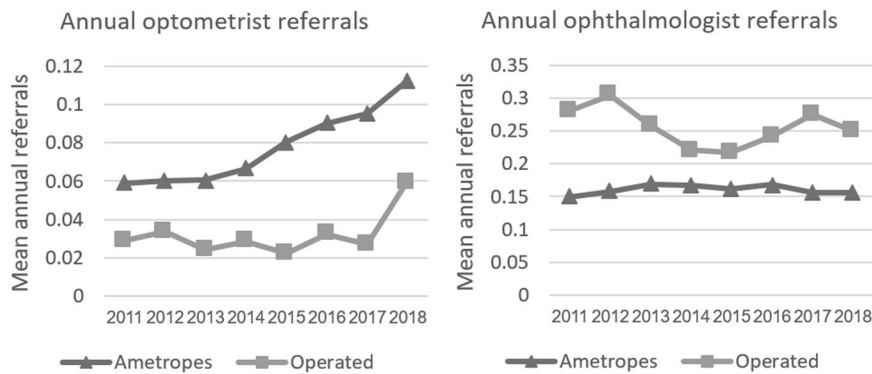 Annual optometrist referrals
Mean annual referrals
0.12
0.1
0.08
0.06
0.04
0.02
0
2011 2012 2013 2014 2015 2016 2017 2018
Ametropes Operated
Annual ophthalmologist referrals
Mean annual referrals
0.35
0.3
0.25
0.2
0.15
0.1
0.05
0
2011 2012 2013 2014 2015 2016 2017 2018
Ametropes Operated